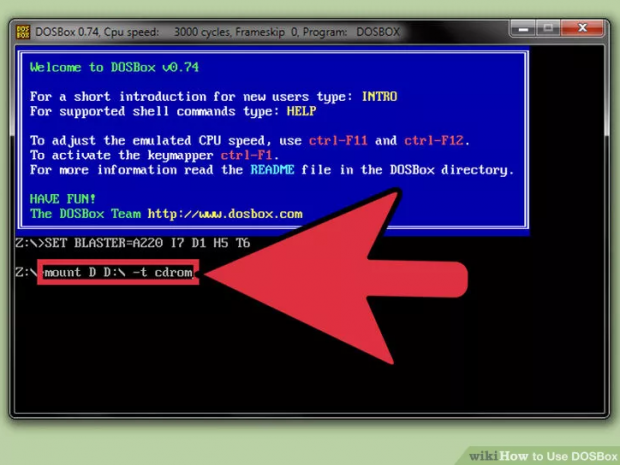 DOSBox 0.74, Cpu speed: 3000 cycles, Frameskip 0, Program: DOSBOX
Welcome to DOSBox v0.74
For a short introduction for new users type: INTRO
For supported shell commands type: HELP
To adjust the emulated CPU speed, use ctrl-F11 and ctrl-F12.
To activate the keymapper ctrl-F1.
For more information read the README file in the DOSBox directory.
HAVE FUN!
The DOSBox Team http://www.dosbox.com
Z:\>SET BLASTER=A220 I7 D1 H5 T6
Z:\ mount D D:\ -t cdrom
wikiHow to Use DOSBox